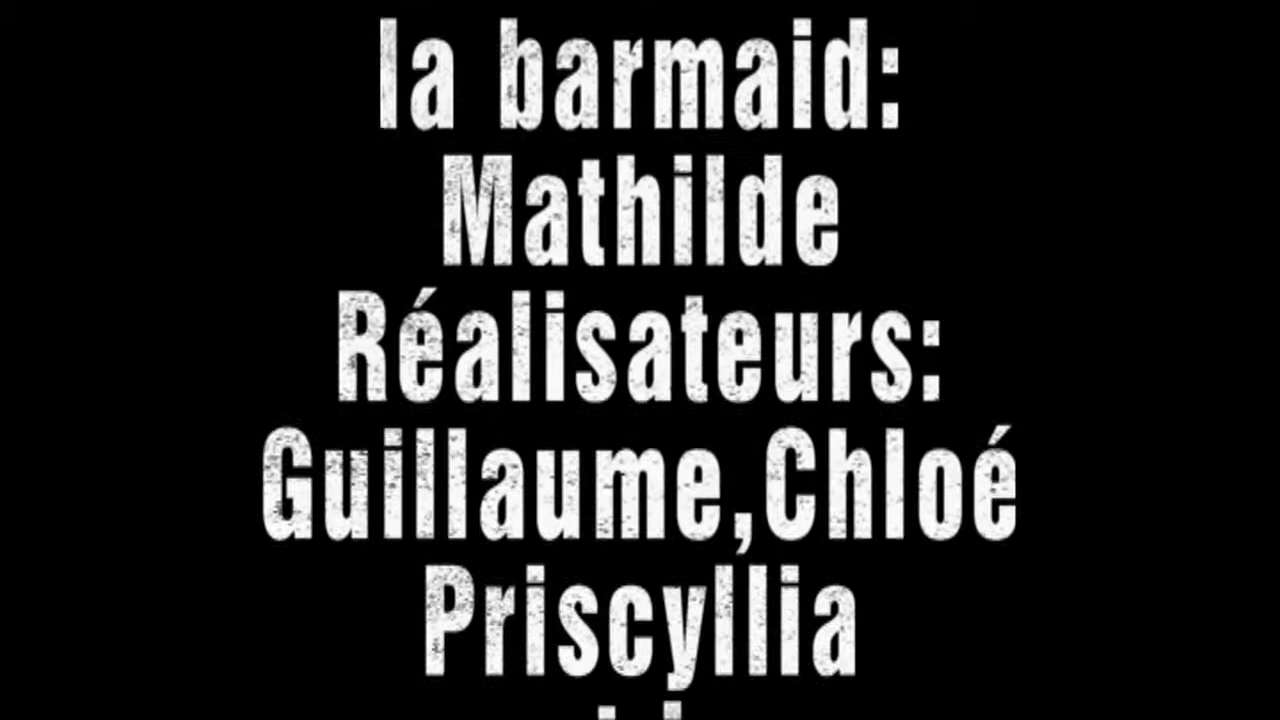 la barmaid:
Mathilde
Réalisateurs:
Guillaume,Chloé
Priscyllia